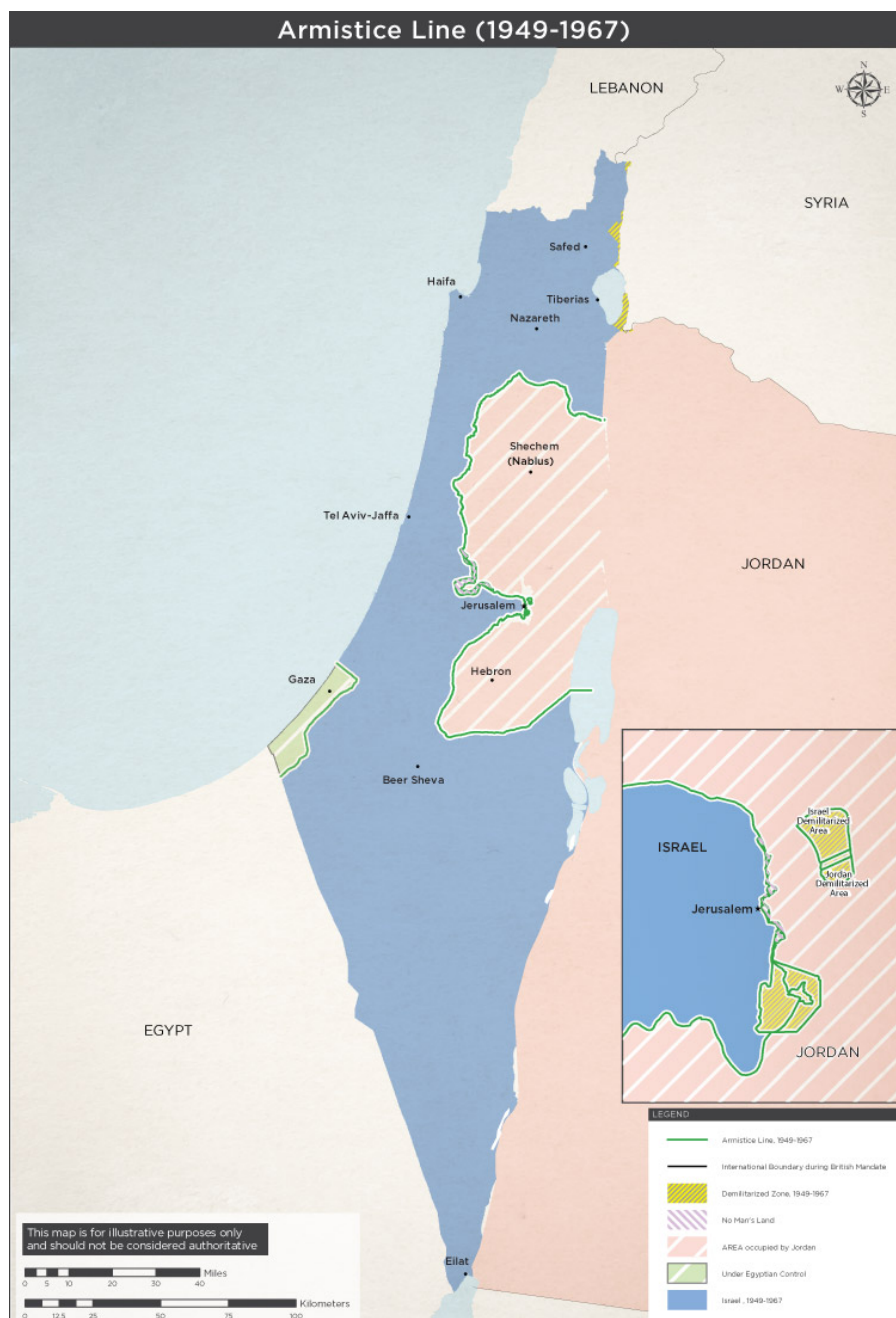 Armistice Line (1949-1967)
N
W E
S
LEBANON
SYRIA
Safed
Haifa
Tiberias
Nazareth
Shechem
(Nablus)
Tel Aviv-Jaffa
JORDAN
Jerusalem
Hebron
Gaza
Beer Sheva
EGYPT
Eilat
Israel
Demilitarized
Area
ISRAEL
Jordan
Demilitarized
Area
Jerusalem
JORDAN
LEGEND
Armistice Line, 1949-1967
International Boundary during British Mandate
Demilitarized Zone, 1949-1967
No Man's Land
AREA occupied by Jordan
Under Egyptian Control
Israel , 1949-1967
This map is for illustrative purposes only
and should not be considered authoritative
Miles
0 5 10 20 30 40
Kilometers
0 12.5 25 50 75 100